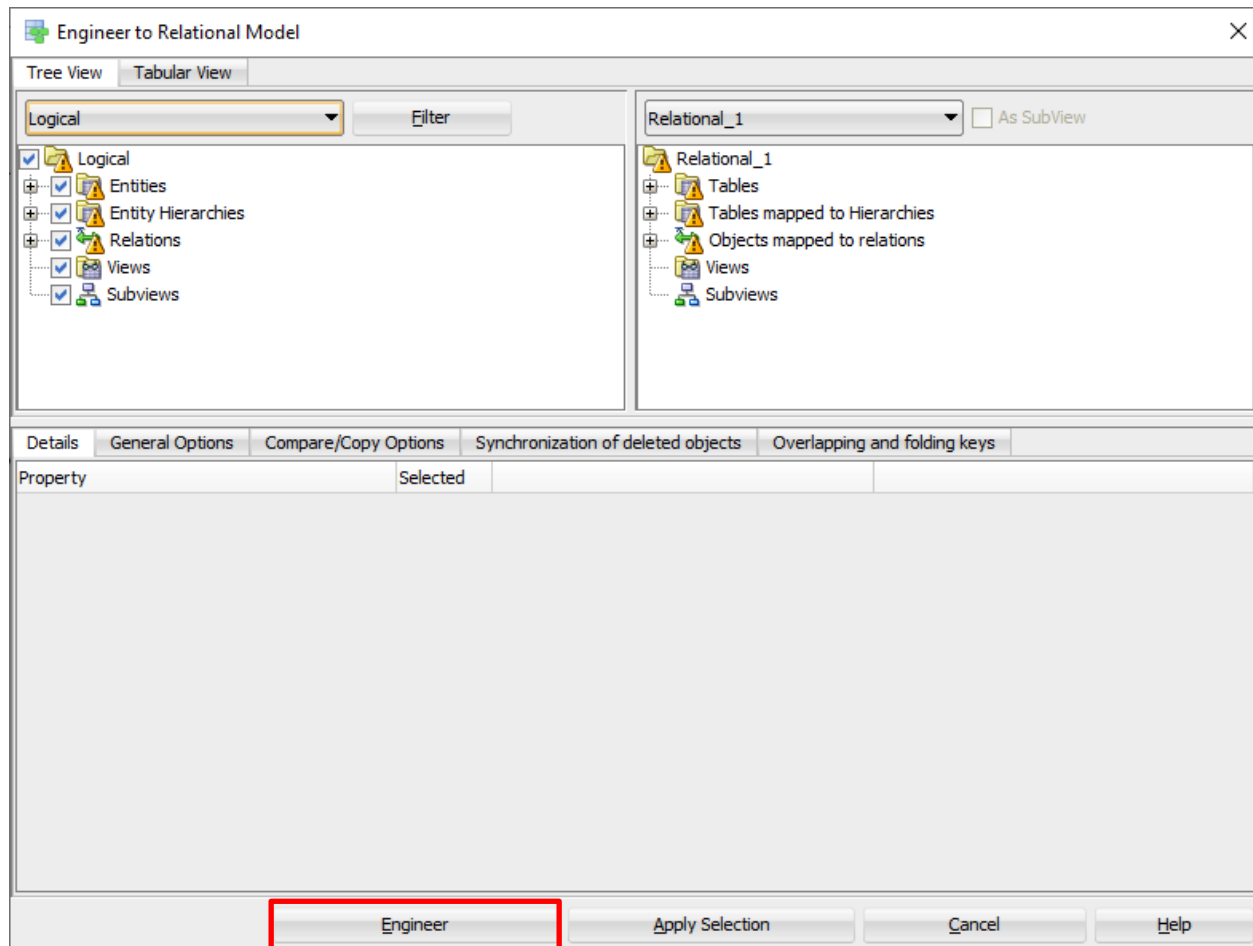 Engineer to Relational Model
Tree View Tabular View
Logical Filter Relational_1 As SubView
Logical Relational_1
Entities Tables
Entity Hierarchies Tables mapped to Hierarchies
Relations Objects mapped to relations
Views Views
Subviews Subviews
Details General Options Compare/Copy Options Synchronization of deleted objects Overlapping and folding keys
Property Selected
Engineer Apply Selection Cancel Help